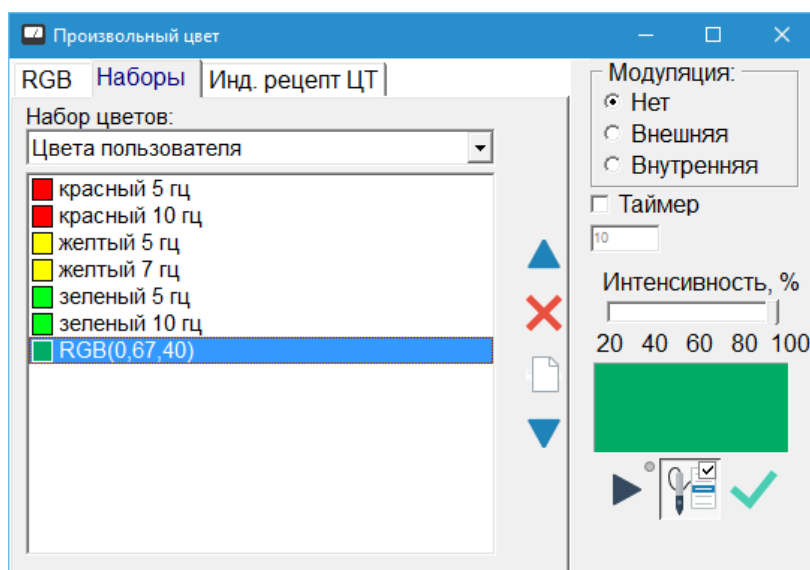 Произвольный цвет
RGB Наборы Инд. рецепт ЦТ
Набор цветов:
Цвета пользователя
красный 5 гц
красный 10 гц
желтый 5 гц
желтый 7 гц
зеленый 5 гц
зеленый 10 гц
RGB(0,67,40)
Модуляция:
Нет
Внешняя
Внутренняя
Таймер
10
Интенсивность, %
20 40 60 80 100